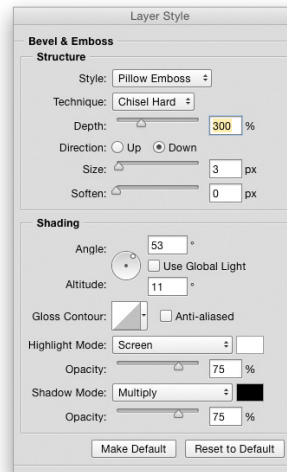 Layer Style
Bevel & Emboss
Structure
Style: Pillow Emboss
Technique: Chisel Hard
Depth: 300 %
Direction: Up Down
Size: 3 px
Soften: 0 px
Shading
Angle: 53 °
Use Global Light
Altitude: 11 °
Gloss Contour: Anti-aliased
Highlight Mode: Screen
Opacity: 75 %
Shadow Mode: Multiply
Opacity: 75 %
Make Default Reset to Default